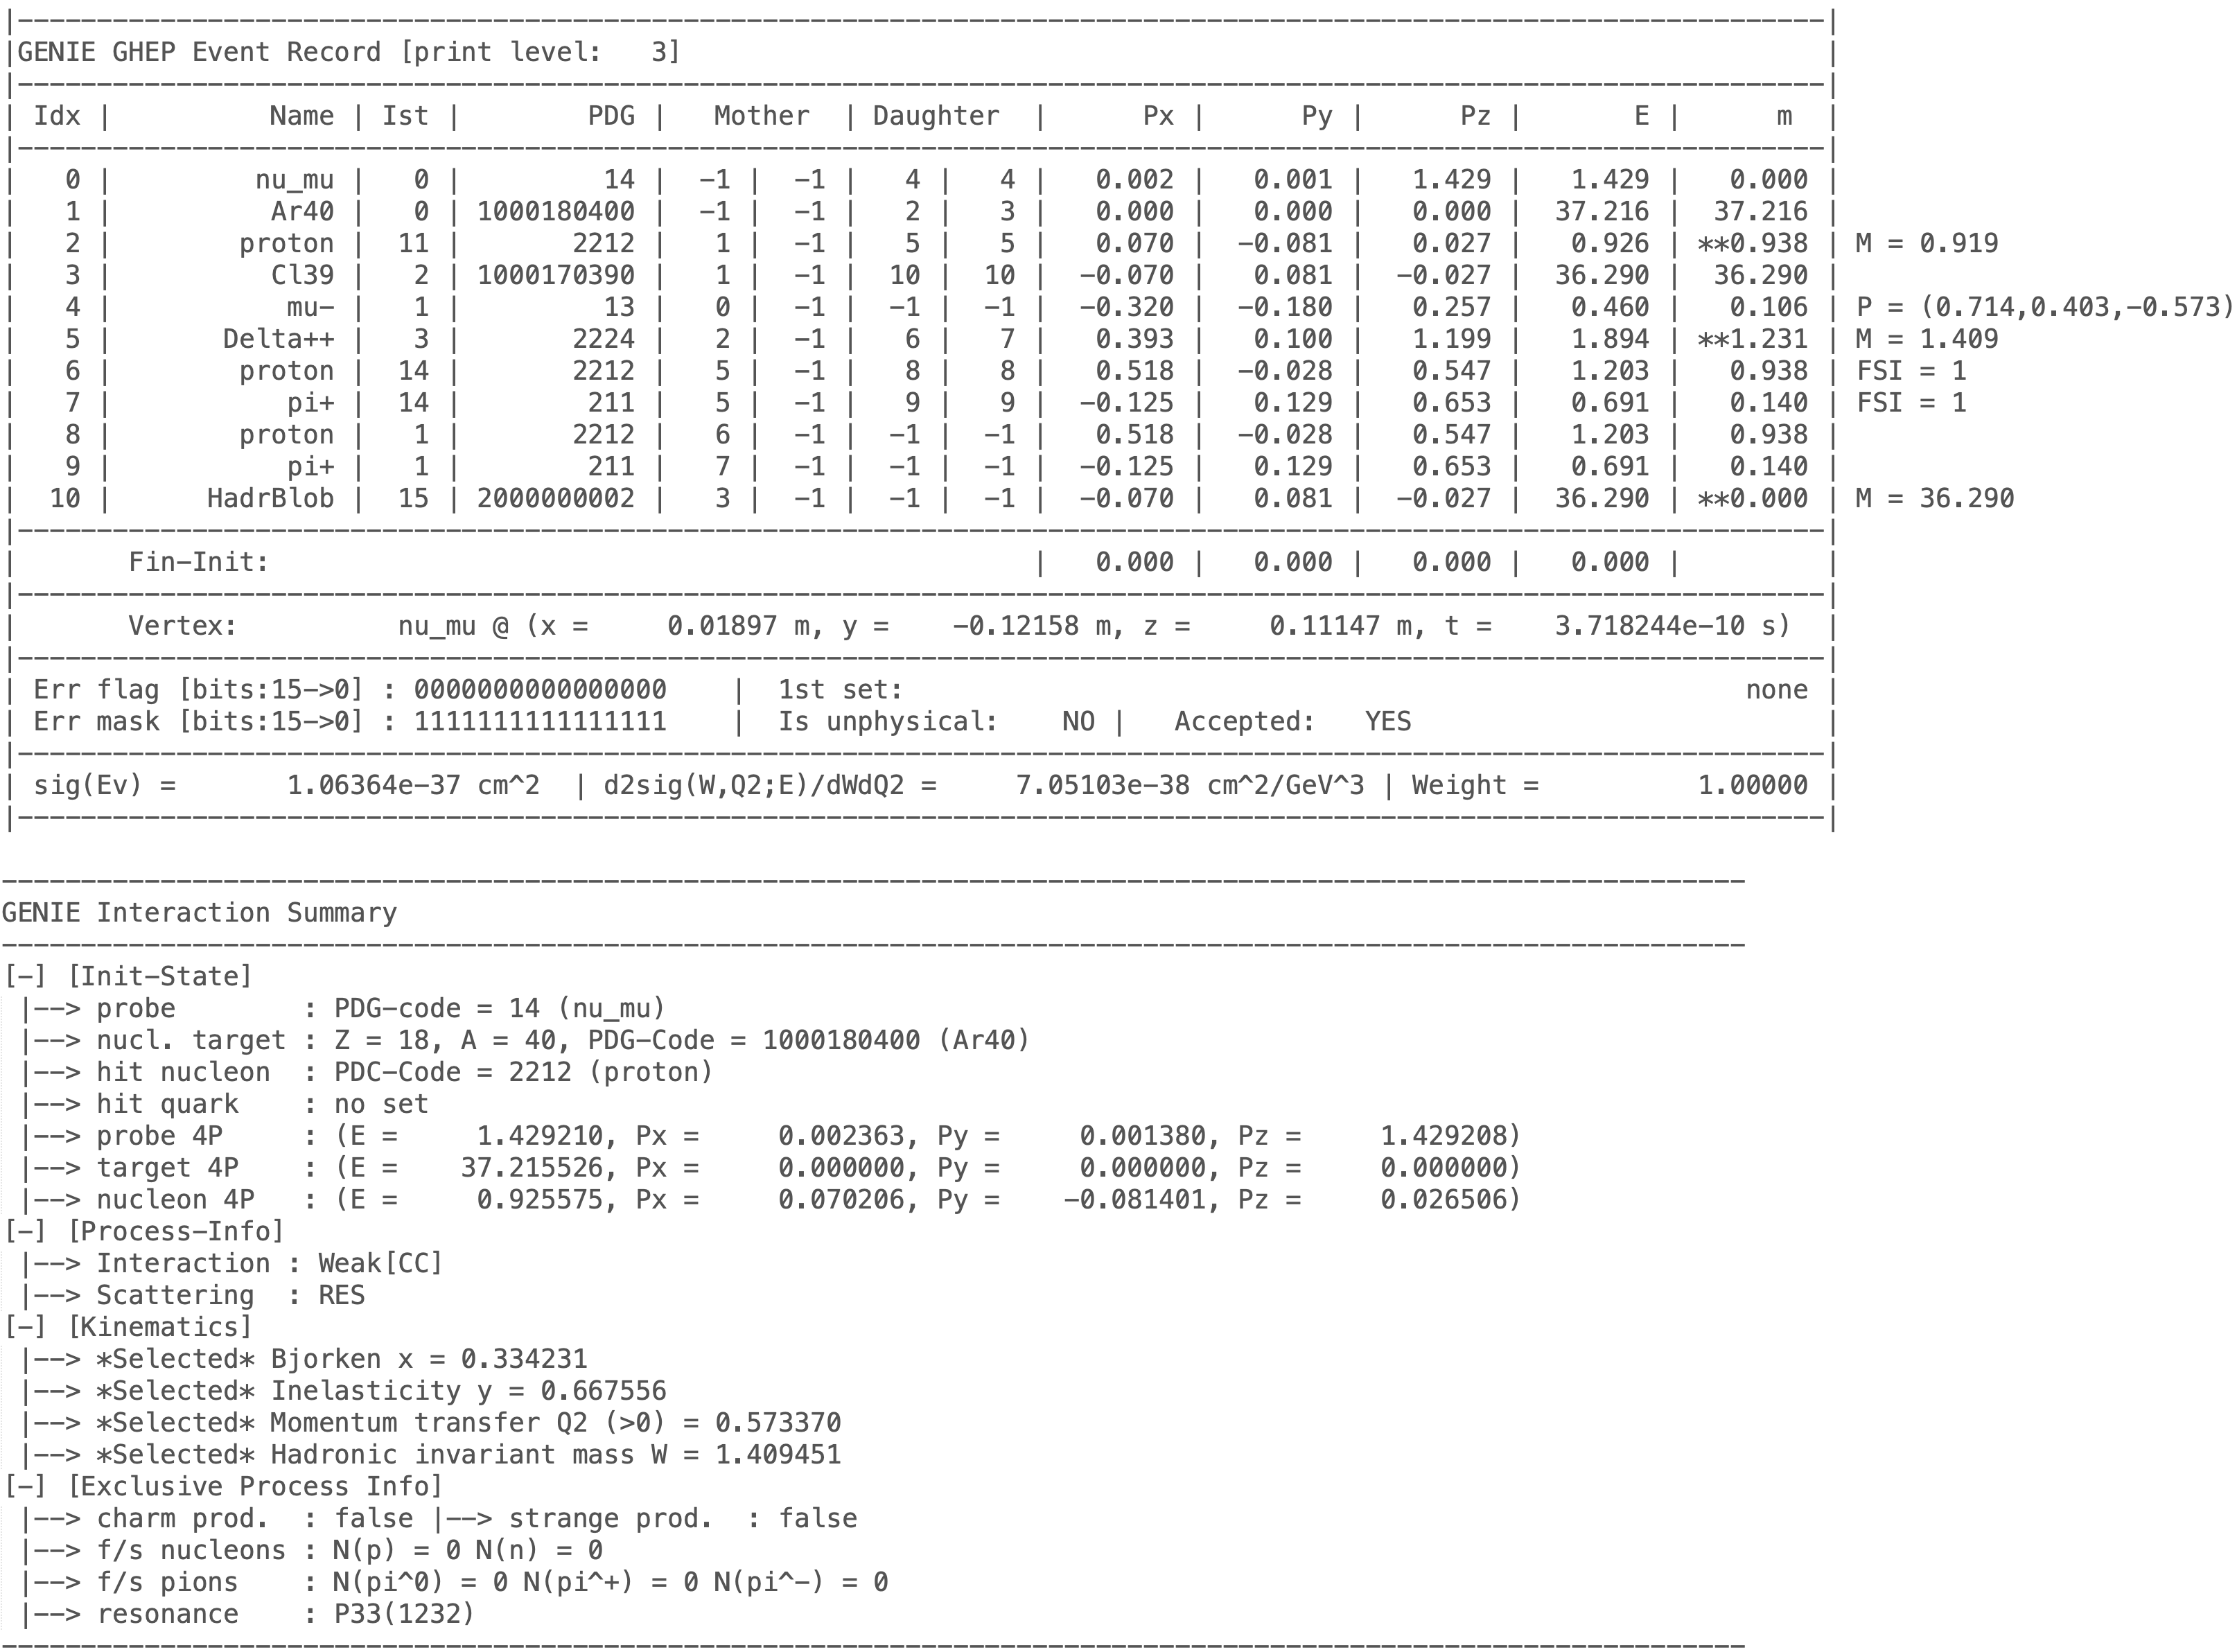 |------------------------------------------------------------------------------------------------------------------|
|GENIE GHEP Event Record [print level:   3]                                                                        |
|------------------------------------------------------------------------------------------------------------------|
| Idx |              Name | Ist |        PDG |   Mother  | Daughter  |      Px |      Py |      Pz |       E |      m  |
|------------------------------------------------------------------------------------------------------------------|
|   0 |             nu_mu |   0 |         14 |  -1 |  -1 |   4 |   4 |   0.002 |   0.001 |   1.429 |   1.429 |   0.000 |
|   1 |              Ar40 |   0 | 1000180400 |  -1 |  -1 |   2 |   3 |   0.000 |   0.000 |   0.000 |  37.216 |  37.216 |
|   2 |            proton |  11 |       2212 |   1 |  -1 |   5 |   5 |   0.070 |  -0.081 |   0.027 |   0.926 | **0.938 | M = 0.919
|   3 |              Cl39 |   2 | 1000170390 |   1 |  -1 |  10 |  10 |  -0.070 |   0.081 |  -0.027 |  36.290 |  36.290 |
|   4 |               mu- |   1 |         13 |   0 |  -1 |  -1 |  -1 |  -0.320 |  -0.180 |   0.257 |   0.460 |   0.106 | P = (0.714,0.403,-0.573)
|   5 |           Delta++ |   3 |       2224 |   2 |  -1 |   6 |   7 |   0.393 |   0.100 |   1.199 |   1.894 | **1.231 | M = 1.409
|   6 |            proton |  14 |       2212 |   5 |  -1 |   8 |   8 |   0.518 |  -0.028 |   0.547 |   1.203 |   0.938 | FSI = 1
|   7 |               pi+ |  14 |        211 |   5 |  -1 |   9 |   9 |  -0.125 |   0.129 |   0.653 |   0.691 |   0.140 | FSI = 1
|   8 |            proton |   1 |       2212 |   6 |  -1 |  -1 |  -1 |   0.518 |  -0.028 |   0.547 |   1.203 |   0.938 |
|   9 |               pi+ |   1 |        211 |   7 |  -1 |  -1 |  -1 |  -0.125 |   0.129 |   0.653 |   0.691 |   0.140 |
|  10 |          HadrBlob |  15 | 2000000002 |   3 |  -1 |  -1 |  -1 |  -0.070 |   0.081 |  -0.027 |  36.290 | **0.000 | M = 36.290
|------------------------------------------------------------------------------------------------------------------|
|       Fin-Init:                                                 |   0.000 |   0.000 |   0.000 |   0.000 |         |
|------------------------------------------------------------------------------------------------------------------|
|       Vertex:          nu_mu @ (x =     0.01897 m, y =    -0.12158 m, z =     0.11147 m, t =    3.718244e-10 s)  |
|------------------------------------------------------------------------------------------------------------------|
| Err flag [bits:15->0] : 0000000000000000    |  1st set:                                                     none |
| Err mask [bits:15->0] : 1111111111111111    |  Is unphysical:    NO |   Accepted:   YES                          |
|------------------------------------------------------------------------------------------------------------------|
| sig(Ev) =       1.06364e-37 cm^2  | d2sig(W,Q2;E)/dWdQ2 =     7.05103e-38 cm^2/GeV^3 | Weight =          1.00000 |
|------------------------------------------------------------------------------------------------------------------|
--------------------------------------------------------------------------------------------------------------
GENIE Interaction Summary
--------------------------------------------------------------------------------------------------------------
[-] [Init-State]
 |--> probe        : PDG-code = 14 (nu_mu)
 |--> nucl. target : Z = 18, A = 40, PDG-Code = 1000180400 (Ar40)
 |--> hit nucleon  : PDC-Code = 2212 (proton)
 |--> hit quark    : no set
 |--> probe 4P     : (E =     1.429210, Px =     0.002363, Py =     0.001380, Pz =     1.429208)
 |--> target 4P    : (E =    37.215526, Px =     0.000000, Py =     0.000000, Pz =     0.000000)
 |--> nucleon 4P   : (E =     0.925575, Px =     0.070206, Py =    -0.081401, Pz =     0.026506)
[-] [Process-Info]
 |--> Interaction : Weak[CC]
 |--> Scattering  : RES
[-] [Kinematics]
 |--> *Selected* Bjorken x = 0.334231
 |--> *Selected* Inelasticity y = 0.667556
 |--> *Selected* Momentum transfer Q2 (>0) = 0.573370
 |--> *Selected* Hadronic invariant mass W = 1.409451
[-] [Exclusive Process Info]
 |--> charm prod.  : false |--> strange prod.  : false
 |--> f/s nucleons : N(p) = 0 N(n) = 0
 |--> f/s pions    : N(pi^0) = 0 N(pi^+) = 0 N(pi^-) = 0
 |--> resonance    : P33(1232)
--------------------------------------------------------------------------------------------------------------